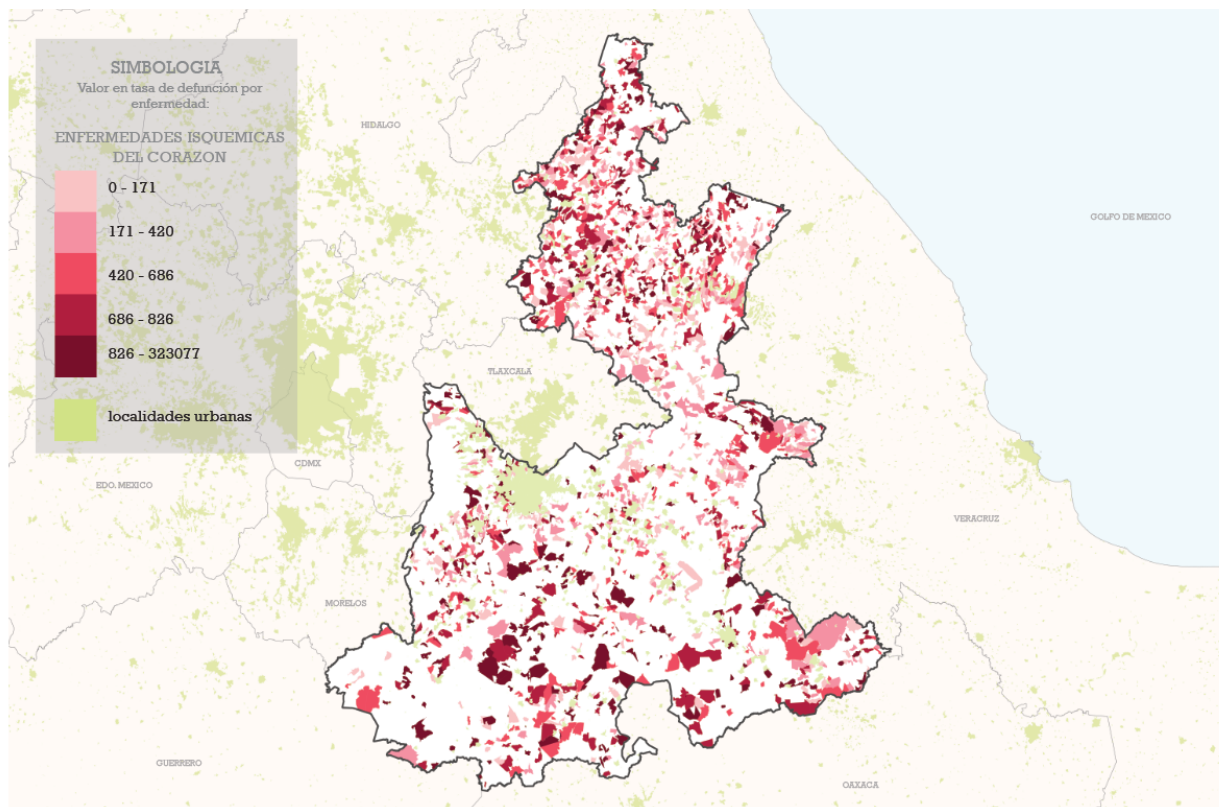 SIMBOLOGIA
Valor en tasa de defunción por
enfermedad:
ENFERMEDADES ISQUEMICAS
DEL CORAZON
0 - 171
171 - 420
420 - 686
686 - 826
826 - 323077
localidades urbanas
HIDALGO
GOLFO DE MEXICO
TLAXCALA
CDMX
EDO. MEXICO
VERACRUZ
MORELOS
GUERRERO
OAXACA